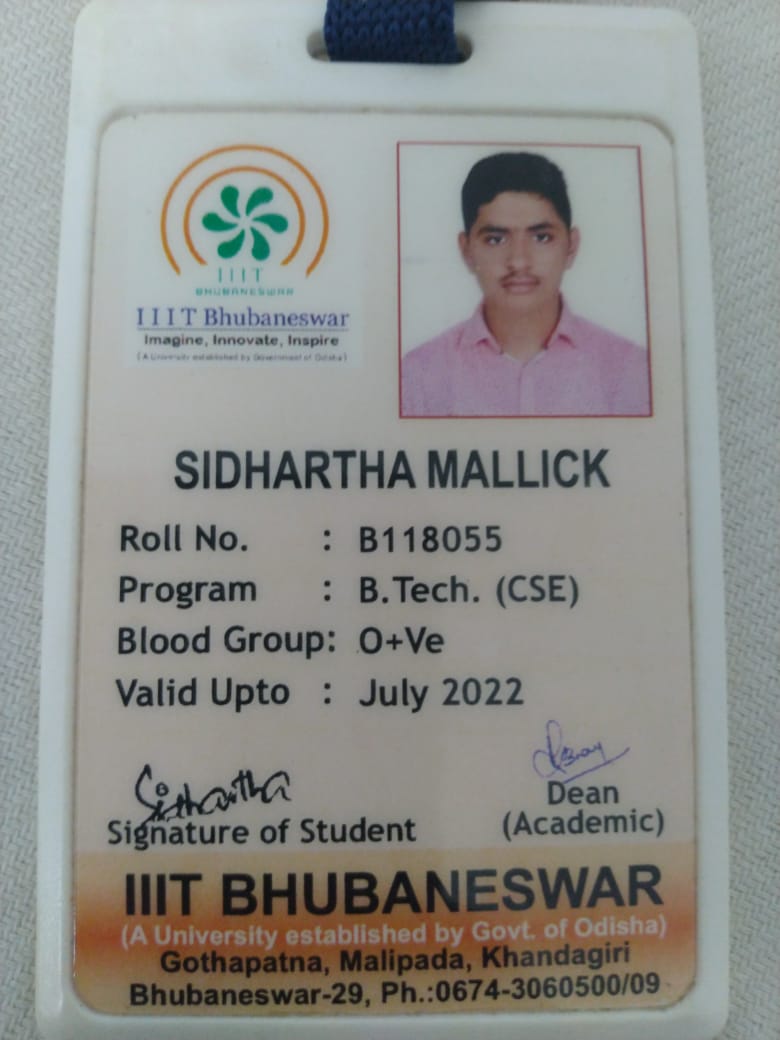 IIIT
BHUBANESWAR
IIIT Bhubaneswar
Imagine, Innovate, Inspire
(A University established by Government of Odisha)
SIDHARTHA MALLICK
Roll No. : B118055
Program : B.Tech. (CSE)
Blood Group: O+Ve
Valid Upto : July 2022
Sidhartha
Signature of Student
Dean
(Academic)
IIIT BHUBANESWAR
(A University established by Govt. of Odisha)
Gothapatna, Malipada, Khandagiri
Bhubaneswar-29, Ph.:0674-3060500/09